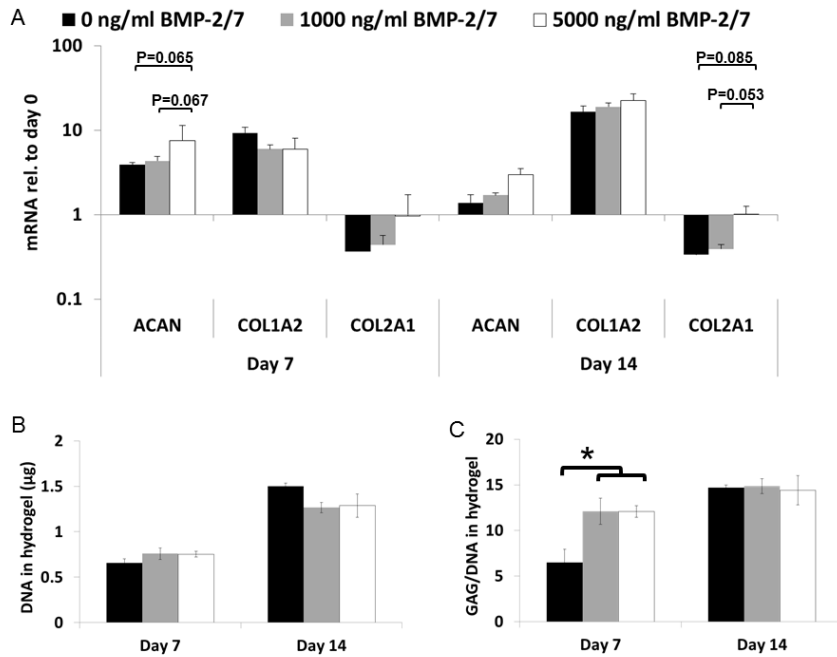 A
0 ng/ml BMP-2/7 1000 ng/ml BMP-2/7 5000 ng/ml BMP-2/7
mRNA rel. to day 0
100
10
1
0.1
P=0.065
P=0.067
P=0.085
P=0.053
ACAN COL1A2 COL2A1 ACAN COL1A2 COL2A1
Day 7 Day 14
B
DNA in hydrogel (µg)
2
1.5
1
0.5
0
Day 7 Day 14
C
GAG/DNA in hydrogel
20
15
10
5
0
*
Day 7 Day 14